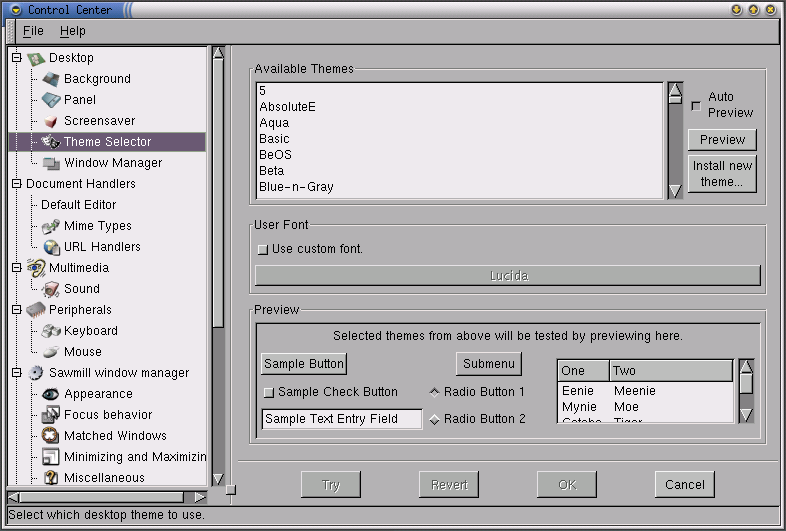 Control Center
File Help
Desktop
Background
Panel
Screensaver
Theme Selector
Window Manager
Document Handlers
Default Editor
Mime Types
URL Handlers
Multimedia
Sound
Peripherals
Keyboard
Mouse
Sawmill window manager
Appearance
Focus behavior
Matched Windows
Minimizing and Maximizin
Miscellaneous
Available Themes
5
AbsoluteE
Aqua
Basic
BeOS
Beta
Blue-n-Gray
Auto
Preview
Preview
Install new
theme...
User Font
Use custom font.
Lucida
Preview
Selected themes from above will be tested by previewing here.
Sample Button
Submenu
Sample Check Button
Radio Button 1
Sample Text Entry Field
Radio Button 2
One Two
Eenie Meenie
Mynie Moe
Catcha Tiger
Try
Revert
OK
Cancel
Select which desktop theme to use.